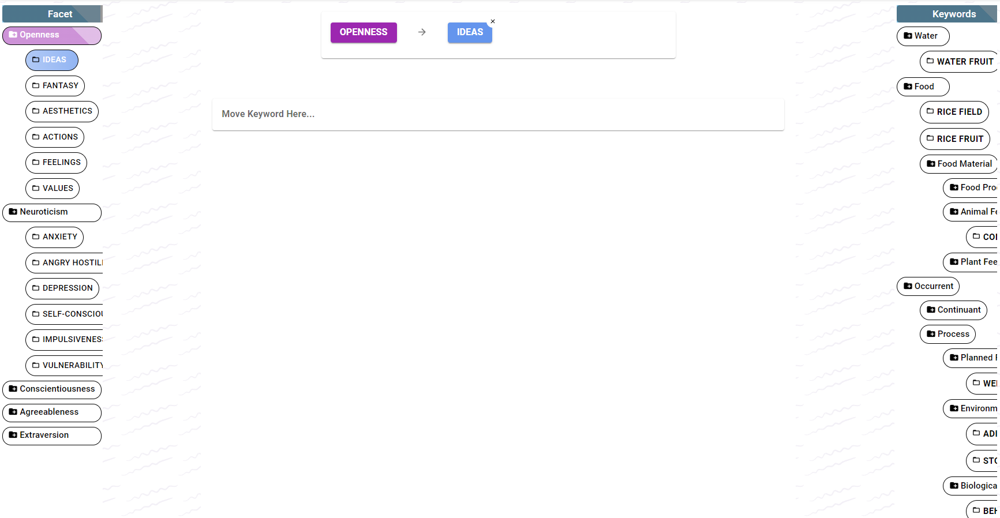 Facet
Openness
IDEAS
FANTASY
AESTHETICS
ACTIONS
FEELINGS
VALUES
Neuroticism
ANXIETY
ANGRY HOSTILI
DEPRESSION
SELF-CONSCIOU
IMPULSIVENESS
VULNERABILITY
Conscientiousness
Agreeableness
Extraversion
OPENNESS → IDEAS ×
Move Keyword Here...
Keywords
Water
WATER FRUIT
Food
RICE FIELD
RICE FRUIT
Food Material
Food Pro
Animal Fe
COI
Plant Fee
Occurrent
Continuant
Process
Planned
WEI
Environm
ADI
STO
Biologica
BEH